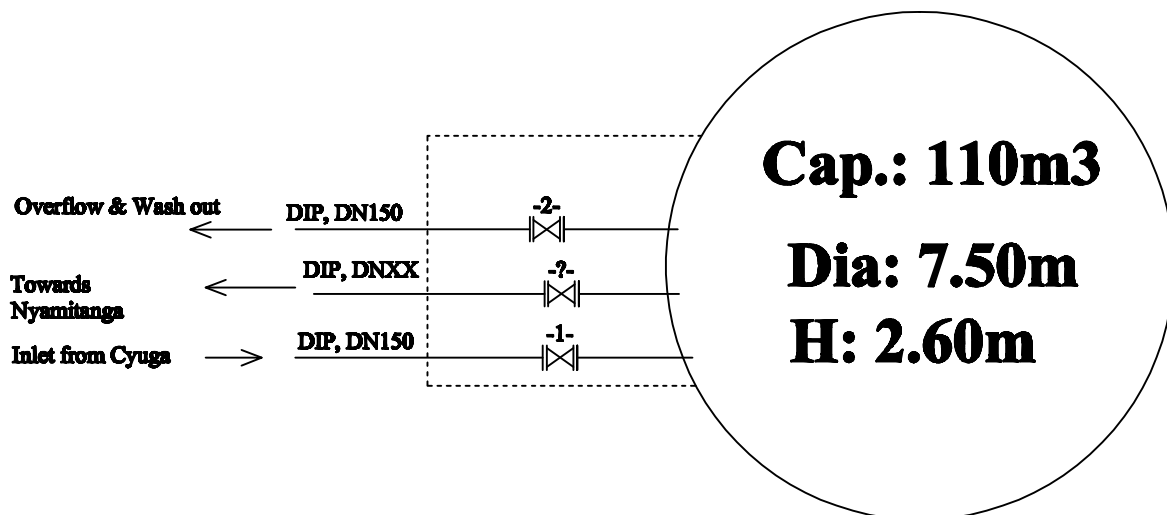 Cap.: 110m3
Dia: 7.50m
H: 2.60m
Overflow & Wash out
DIP, DN150
-2-
Towards
Nyamitanga
DIP, DNXX
-?-
Inlet from Cyuga
DIP, DN150
-1-